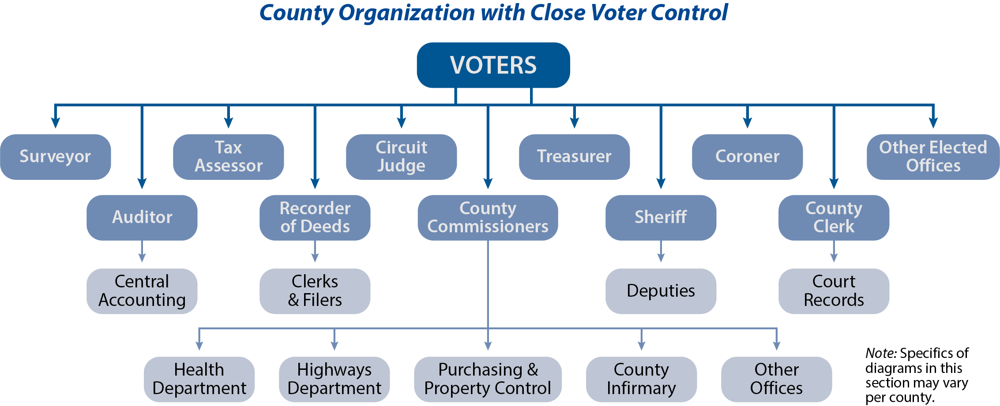 County Organization with Close Voter Control
VOTERS
Surveyor
Tax
Assessor
Circuit
Judge
Treasurer
Coroner
Other Elected
Offices
Auditor
Recorder
of Deeds
County
Commissioners
Sheriff
County
Clerk
Central
Accounting
Clerks
& Filers
Deputies
Court
Records
Health
Department
Highways
Department
Purchasing &
Property Control
County
Infirmary
Other
Offices
Note: Specifics of
diagrams in this
section may vary
per county.